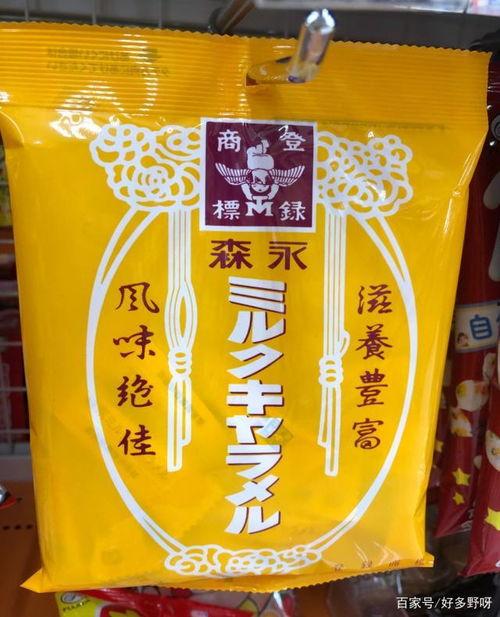 登録
商標
森永
ミルクキャラメル
滋養豐富
風味絶佳
百家号/好多野呀